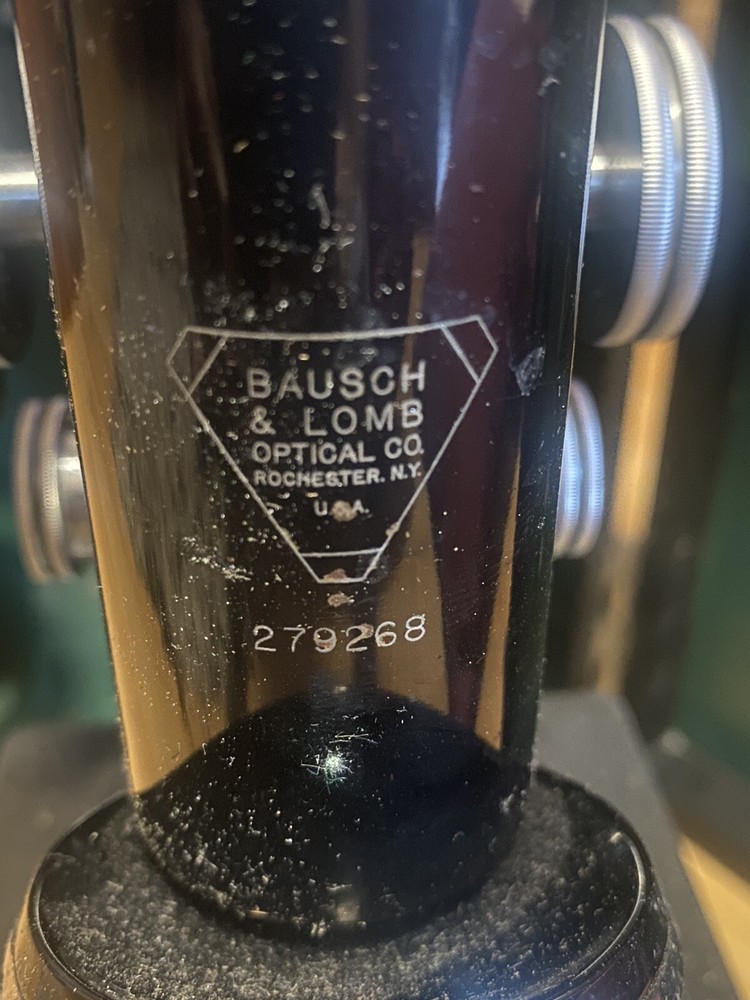 BAUSCH
& LOMB
OPTICAL CO.
ROCHESTER. N.Y.
U.S.A.
279268